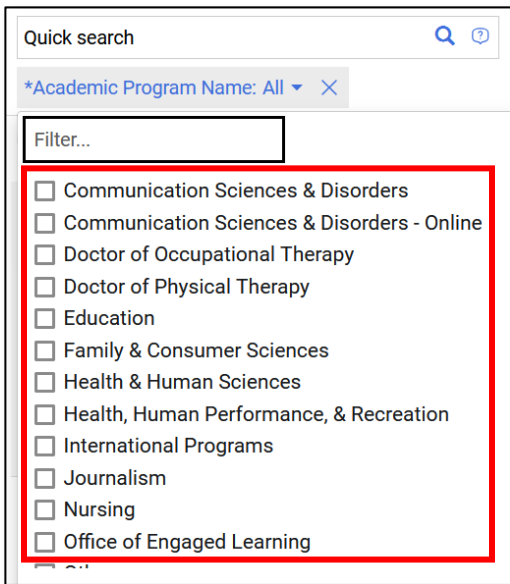 Quick search
*Academic Program Name: All
Filter...
Communication Sciences & Disorders
Communication Sciences & Disorders - Online
Doctor of Occupational Therapy
Doctor of Physical Therapy
Education
Family & Consumer Sciences
Health & Human Sciences
Health, Human Performance, & Recreation
International Programs
Journalism
Nursing
Office of Engaged Learning